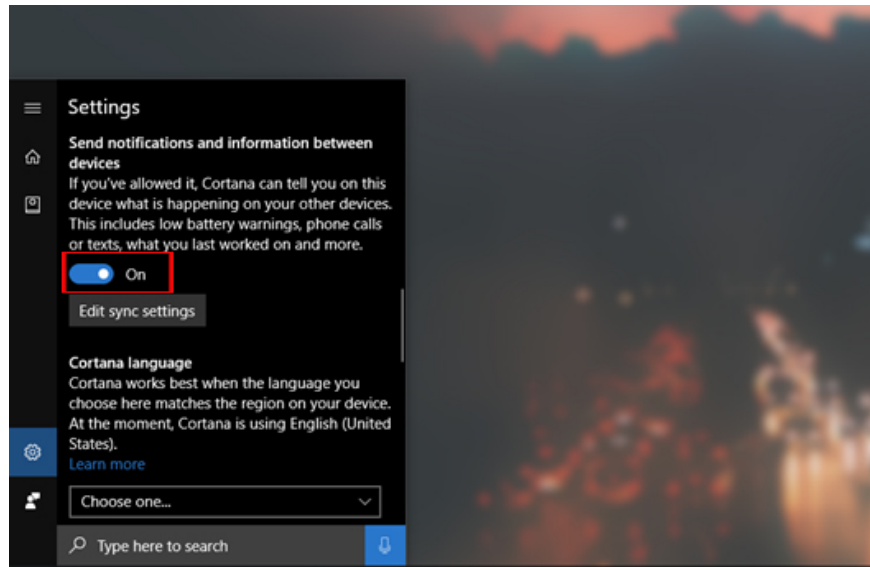 Settings
Send notifications and information between
devices
If you've allowed it, Cortana can tell you on this
device what is happening on your other devices.
This includes low battery warnings, phone calls
or texts, what you last worked on and more.
On
Edit sync settings
Cortana language
Cortana works best when the language you
choose here matches the region on your device.
At the moment, Cortana is using English (United
States).
Learn more
Choose one...
Type here to search